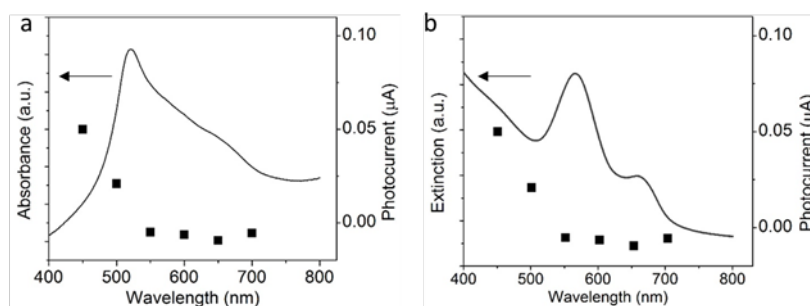 a
Absorbance (a.u.)
0.10
0.05
0.00
Photocurrent (μA)
400 500 600 700 800
Wavelength (nm)
b
Extinction (a.u.)
0.10
0.05
0.00
Photocurrent (μA)
400 500 600 700 800
Wavelength (nm)